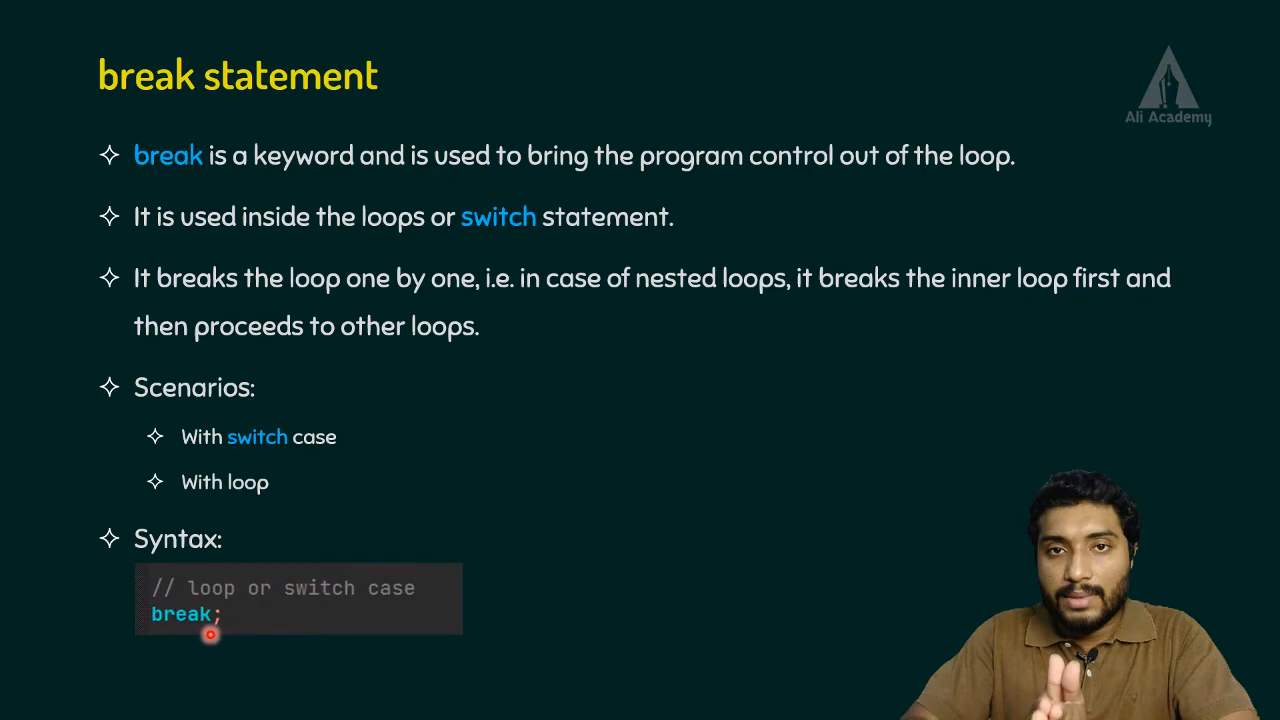 break statement
Ali Academy
break is a keyword and is used to bring the program control out of the loop.
It is used inside the loops or switch statement.
It breaks the loop one by one, i.e. in case of nested loops, it breaks the inner loop first and
then proceeds to other loops.
Scenarios:
With switch case
With loop
Syntax:
// loop or switch case
break;